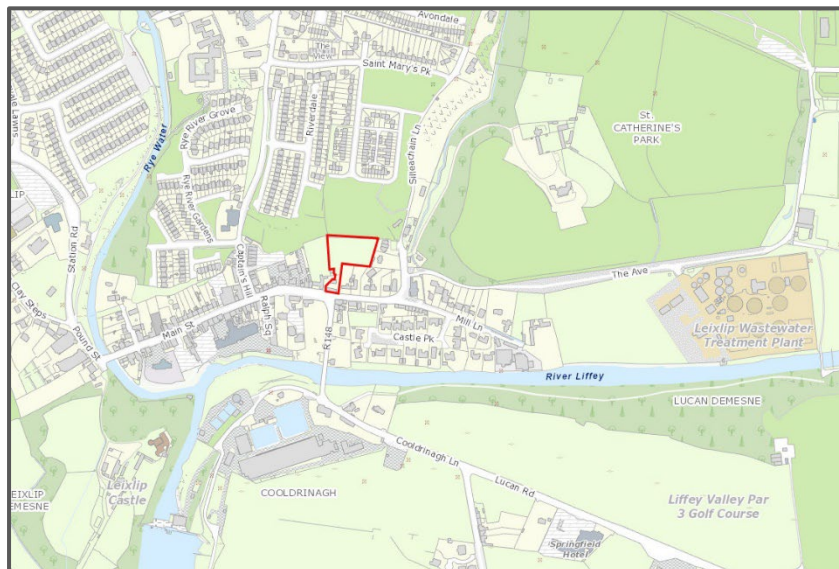 Avondale
The
View
Saint Mary's Pk
Rye River Grove
Riverdale
Rye Water
Silleachain Ln
St.
CATHERINE'S
PARK
Rye River Gardens
LIP
Station Rd
Captain's Hill
Ralph Sq
The Ave
Clay Steps
Pound St
Main St
R148
Mill Ln
Castle Pk
Leixlip Wastewater
Treatment Plant
River Liffey
LUCAN DEMESNE
Cooldrinagh Ln
Lucan Rd
Leixlip
Castle
LEIXLIP
DEMESNE
COOLDRINAGH
Liffey Valley Par
3 Golf Course
Springfield
Hotel